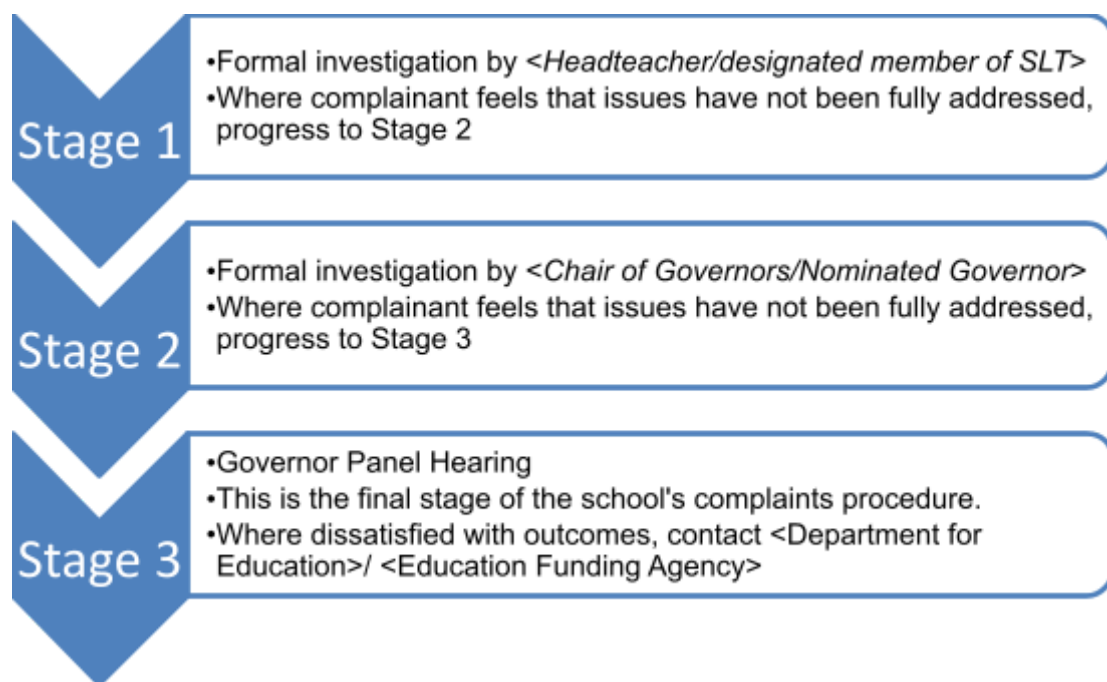 Stage 1
•Formal investigation by <Headteacher/designated member of SLT>
•Where complainant feels that issues have not been fully addressed,
progress to Stage 2
Stage 2
•Formal investigation by <Chair of Governors/Nominated Governor>
•Where complainant feels that issues have not been fully addressed,
progress to Stage 3
Stage 3
•Governor Panel Hearing
•This is the final stage of the school's complaints procedure.
•Where dissatisfied with outcomes, contact <Department for
Education>/ <Education Funding Agency>